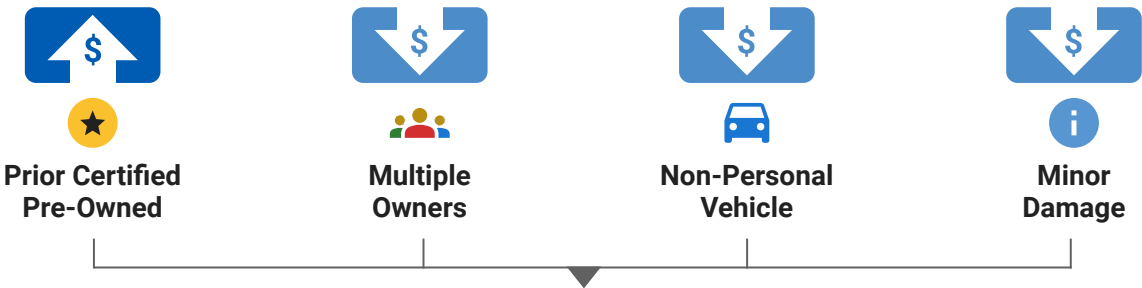 $
$
$
$
Prior Certified
Pre-Owned
Multiple
Owners
Non-Personal
Vehicle
i
Minor
Damage